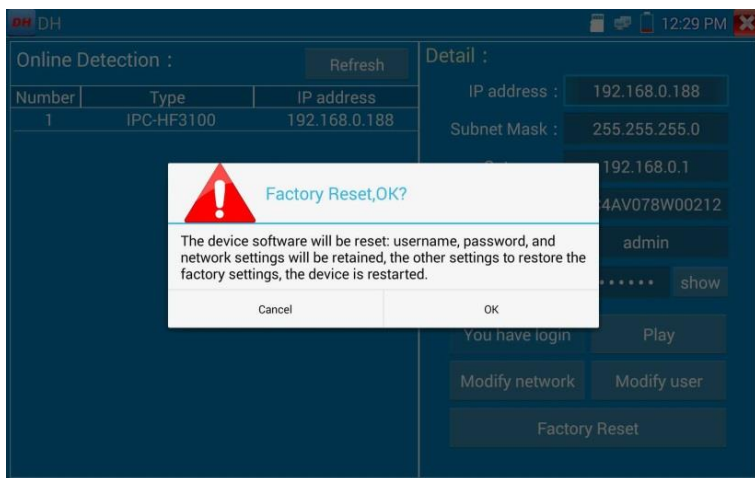 DH DH
12:29 PM
Online Detection :
Refresh
Number Type IP address
1 IPC-HF3100 192.168.0.188
Detail :
IP address : 192.168.0.188
Subnet Mask : 255.255.255.0
192.168.0.1
4AV078W00212
admin
show
You have login Play
Modify network Modify user
Factory Reset
Factory Reset,OK?
The device software will be reset: username, password, and
network settings will be retained, the other settings to restore the
factory settings, the device is restarted.
Cancel OK